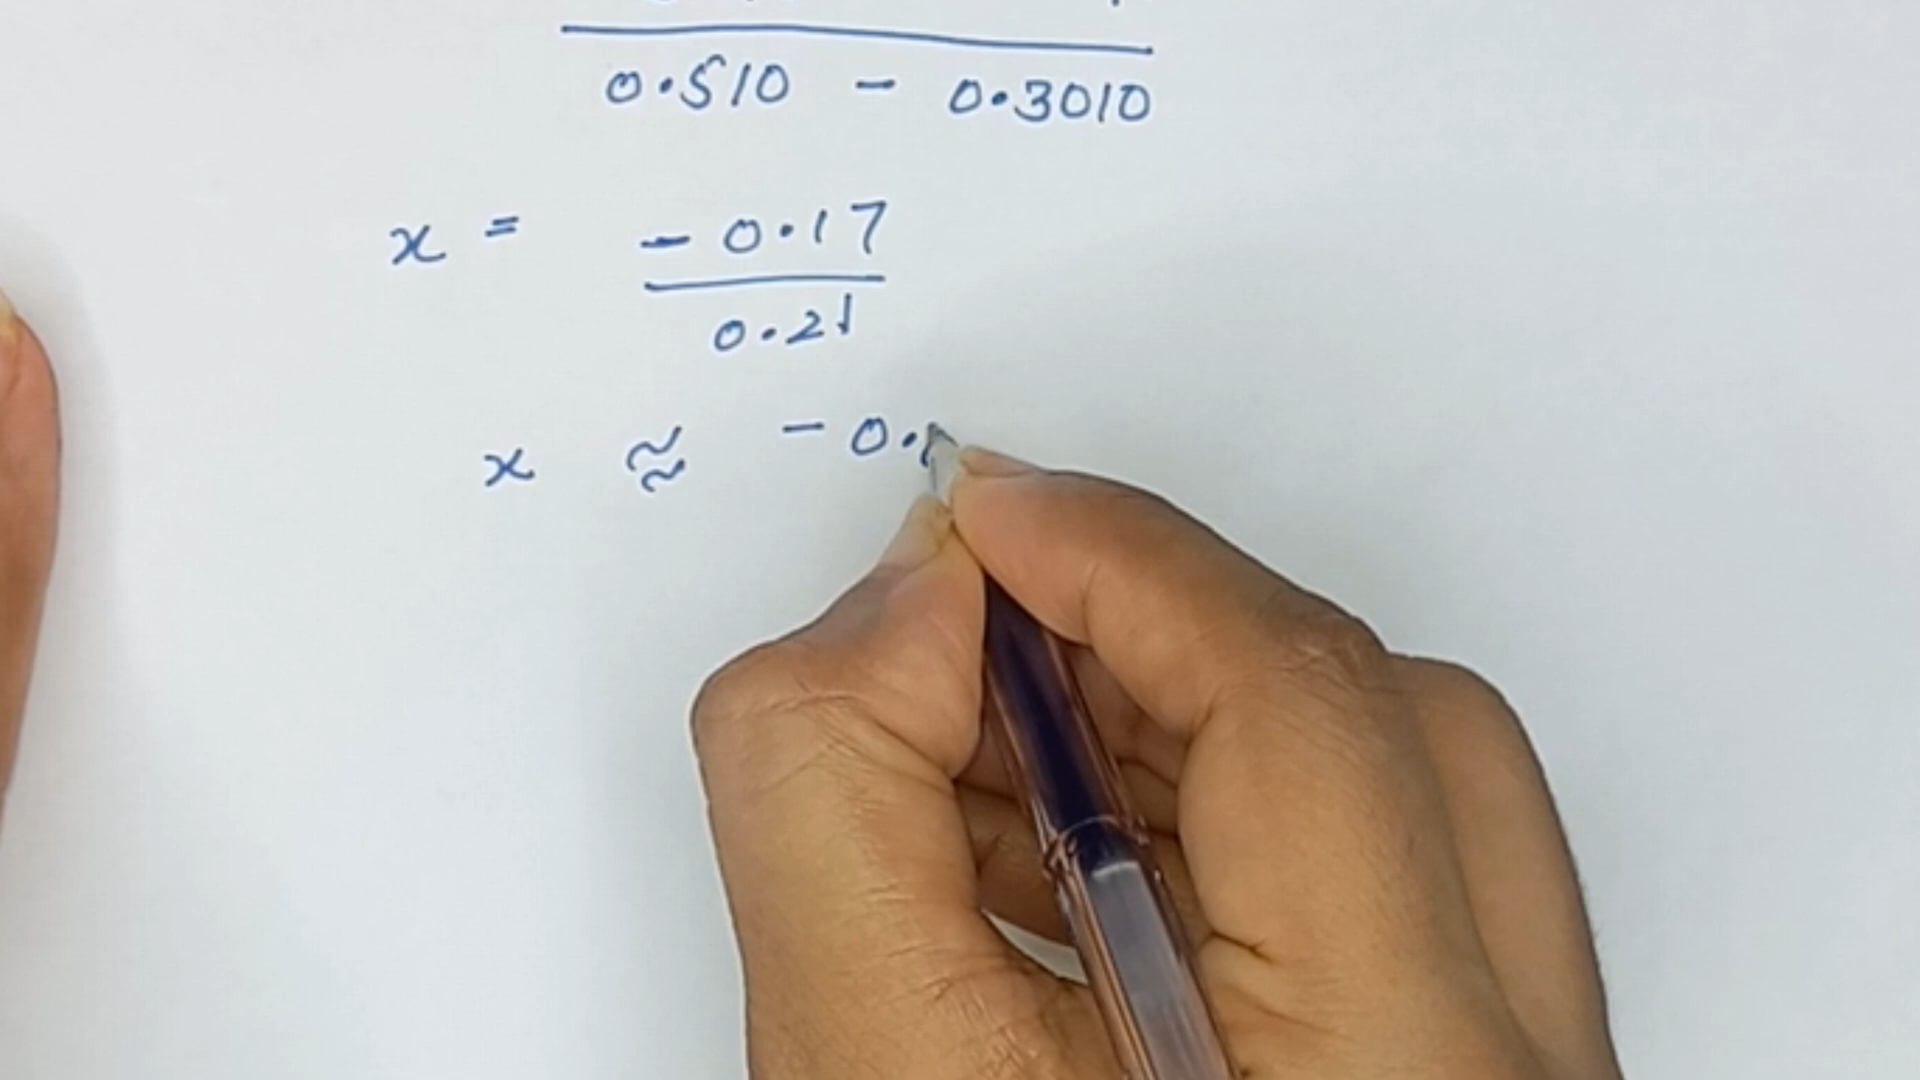 0.510 - 0.3010
x = - 0.17
0.21
x ≈ - 0.